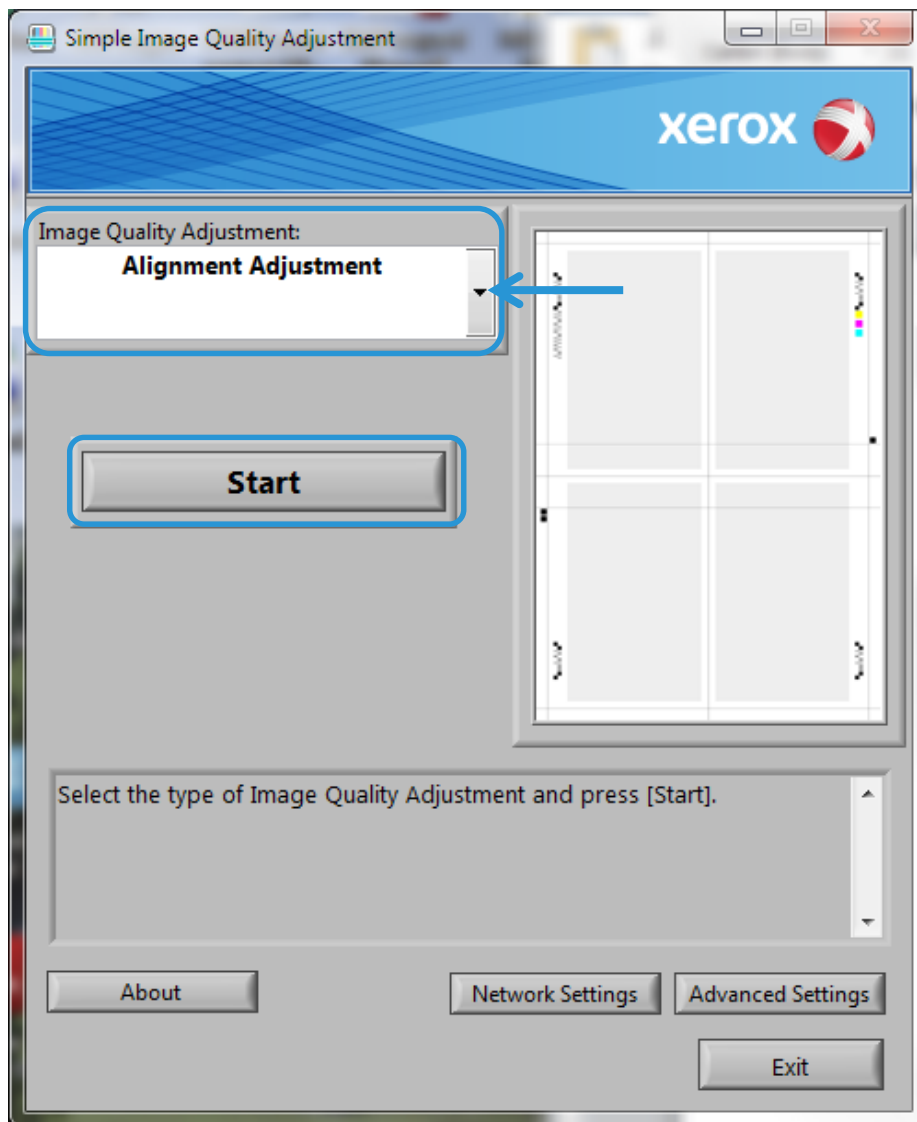 Simple Image Quality Adjustment
xerox
Image Quality Adjustment:
Alignment Adjustment
Start
Select the type of Image Quality Adjustment and press [Start].
About
Network Settings
Advanced Settings
Exit